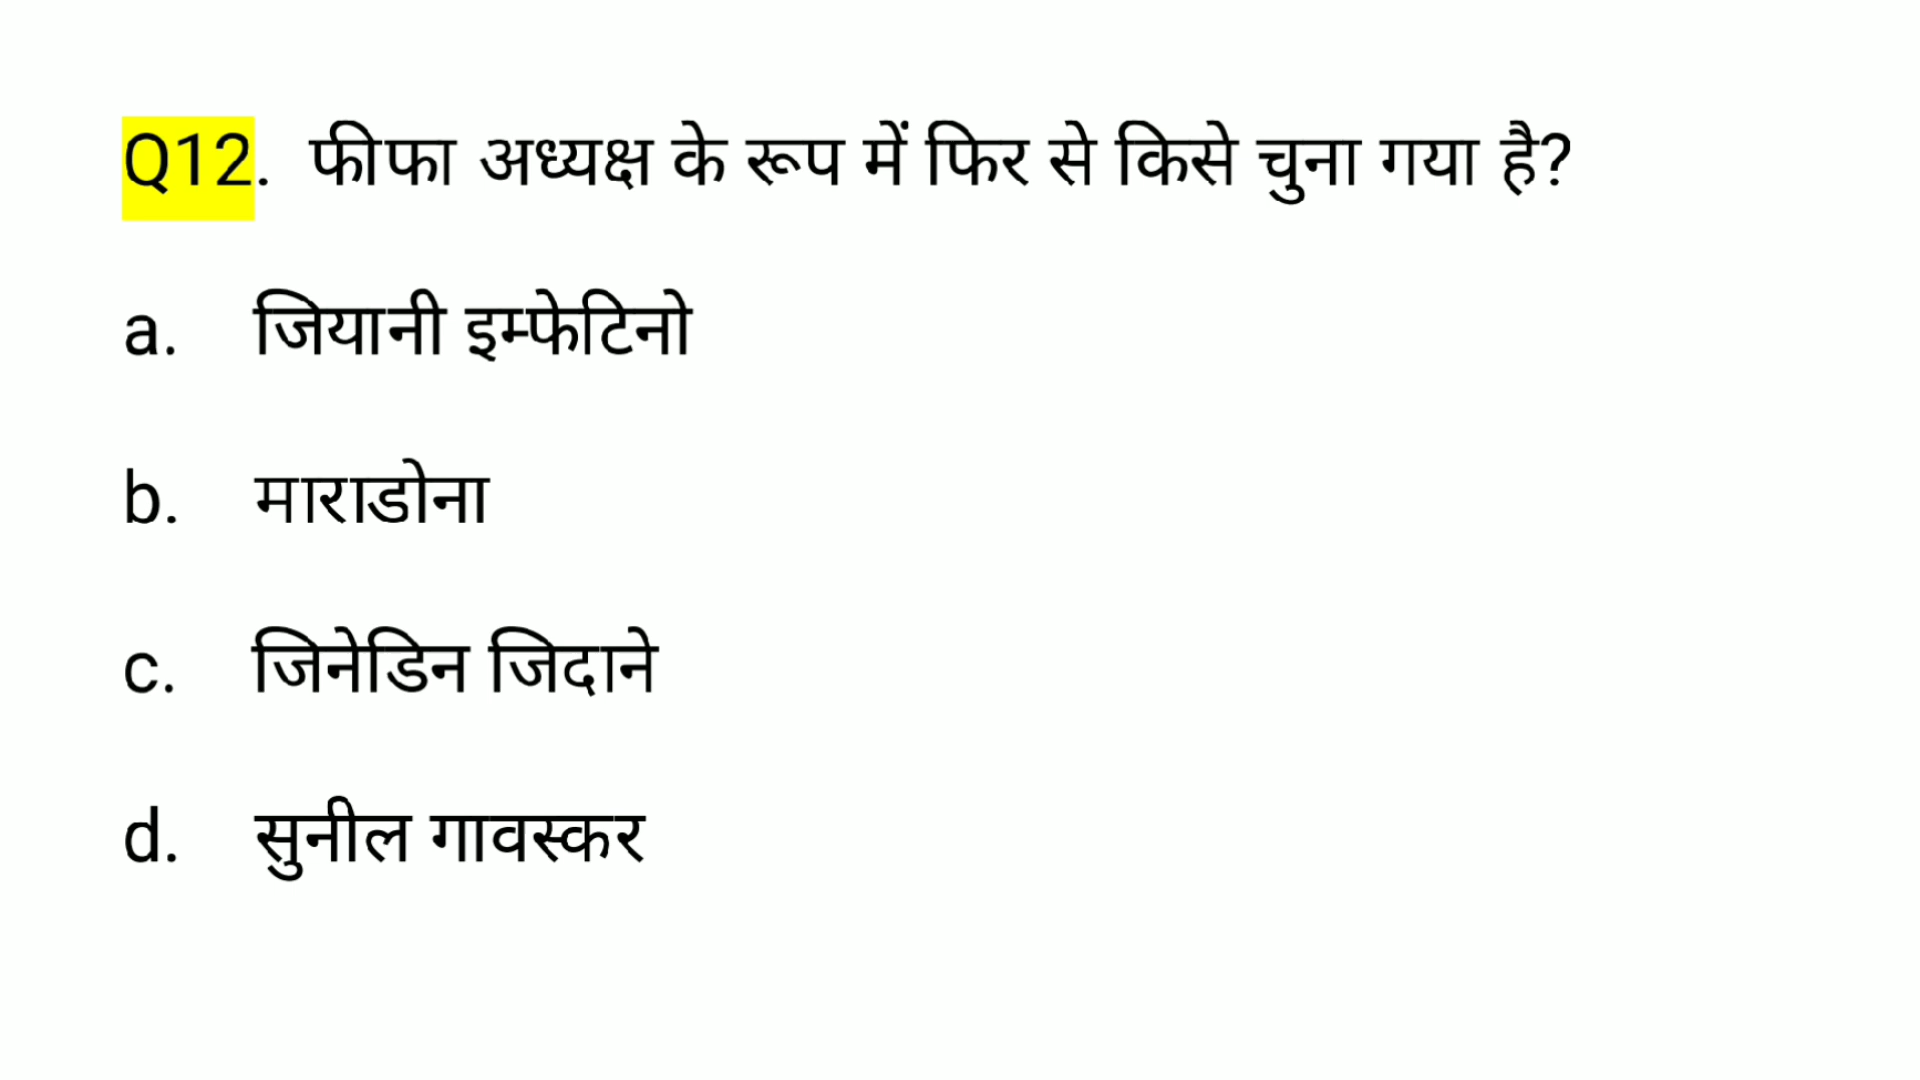 Q12. फीफा अध्यक्ष के रूप में फिर से किसे चुना गया है?
a. जियानी इम्फेटिनो
b. माराडोना
c. जिनेडिन जिदाने
d. सुनील गावस्कर